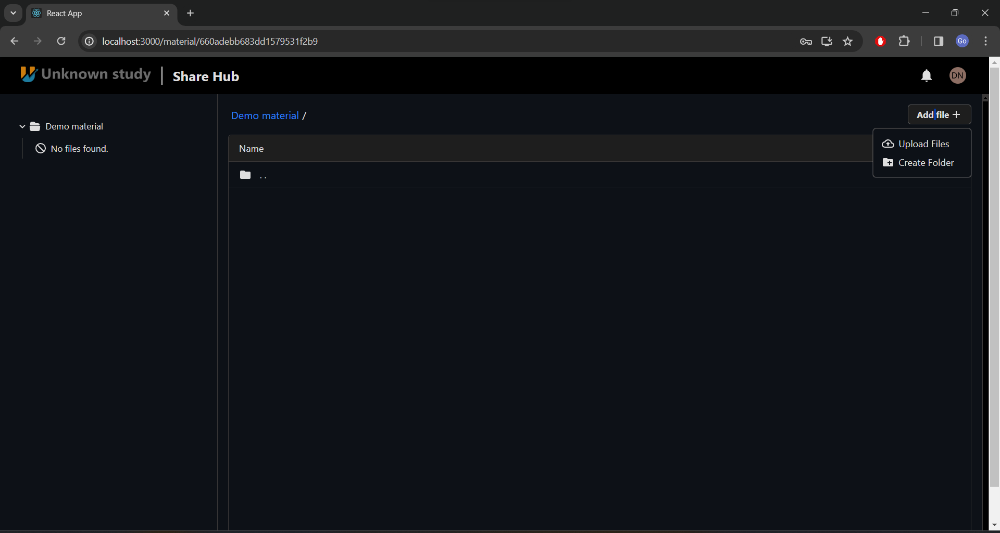 React App
localhost:3000/material/660adebb683dd1579531f2b9
Go
Unknown study | Share Hub
DN
Demo material
No files found.
Demo material /
Add file +
Upload Files
Create Folder
Name
..